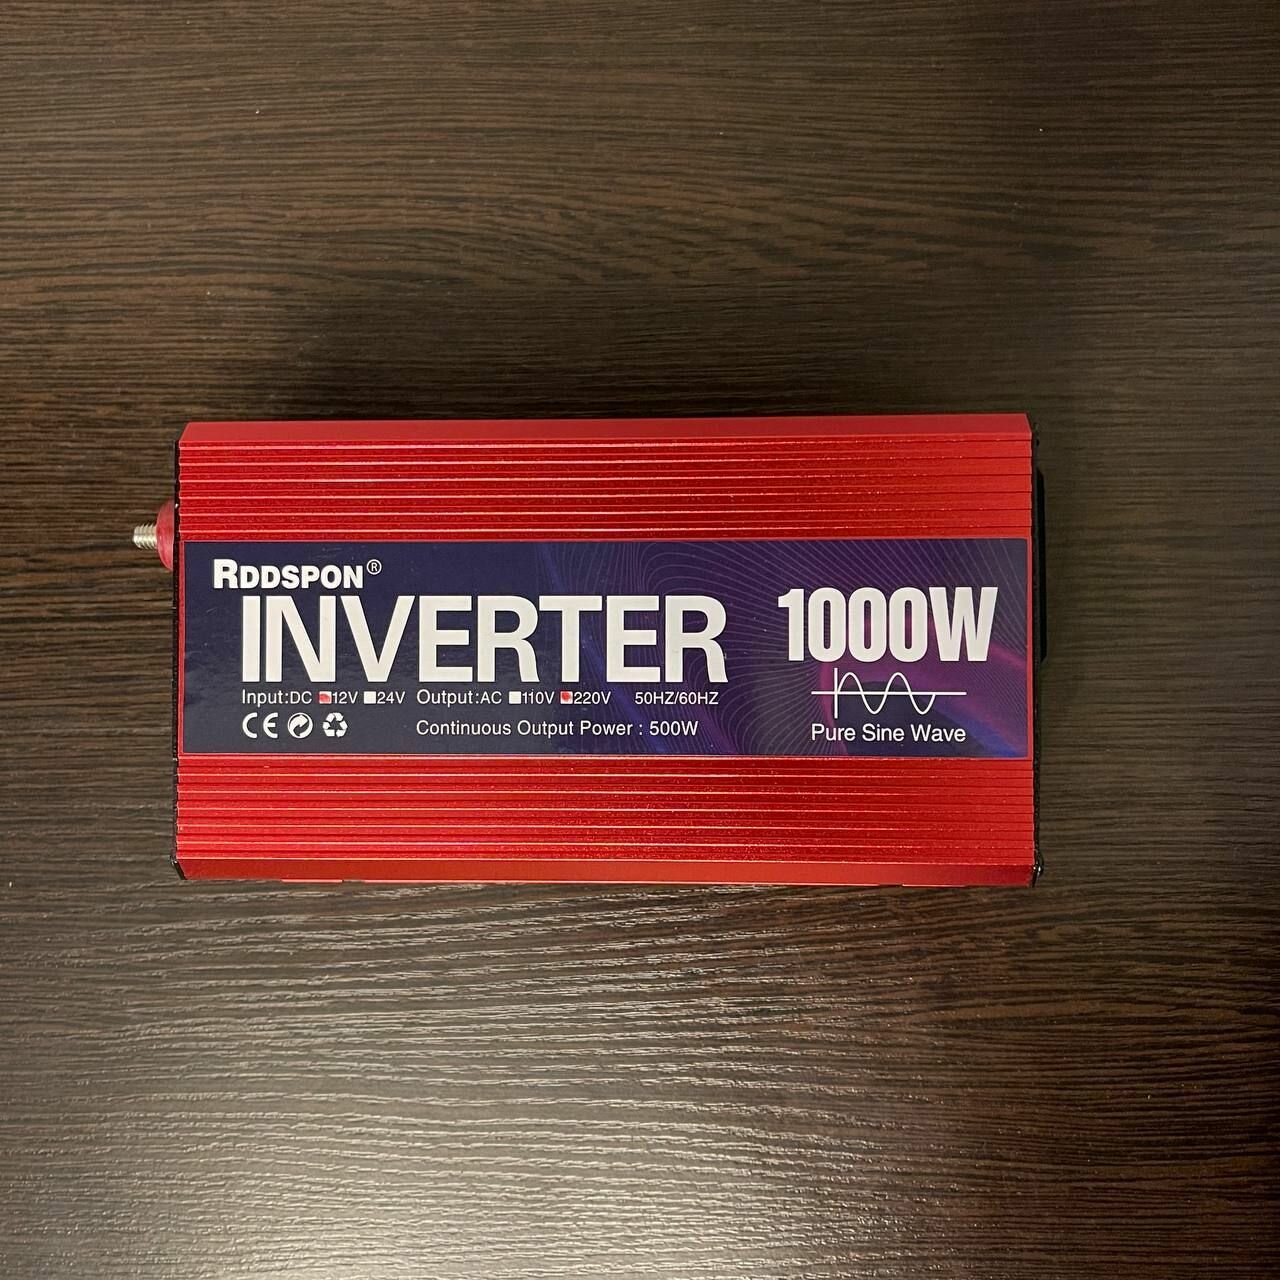 RDDSPON®
INVERTER
1000W
Input:DC 12V 24V Output:AC 110V 220V 50HZ/60HZ
CE
Continuous Output Power : 500W
Pure Sine Wave